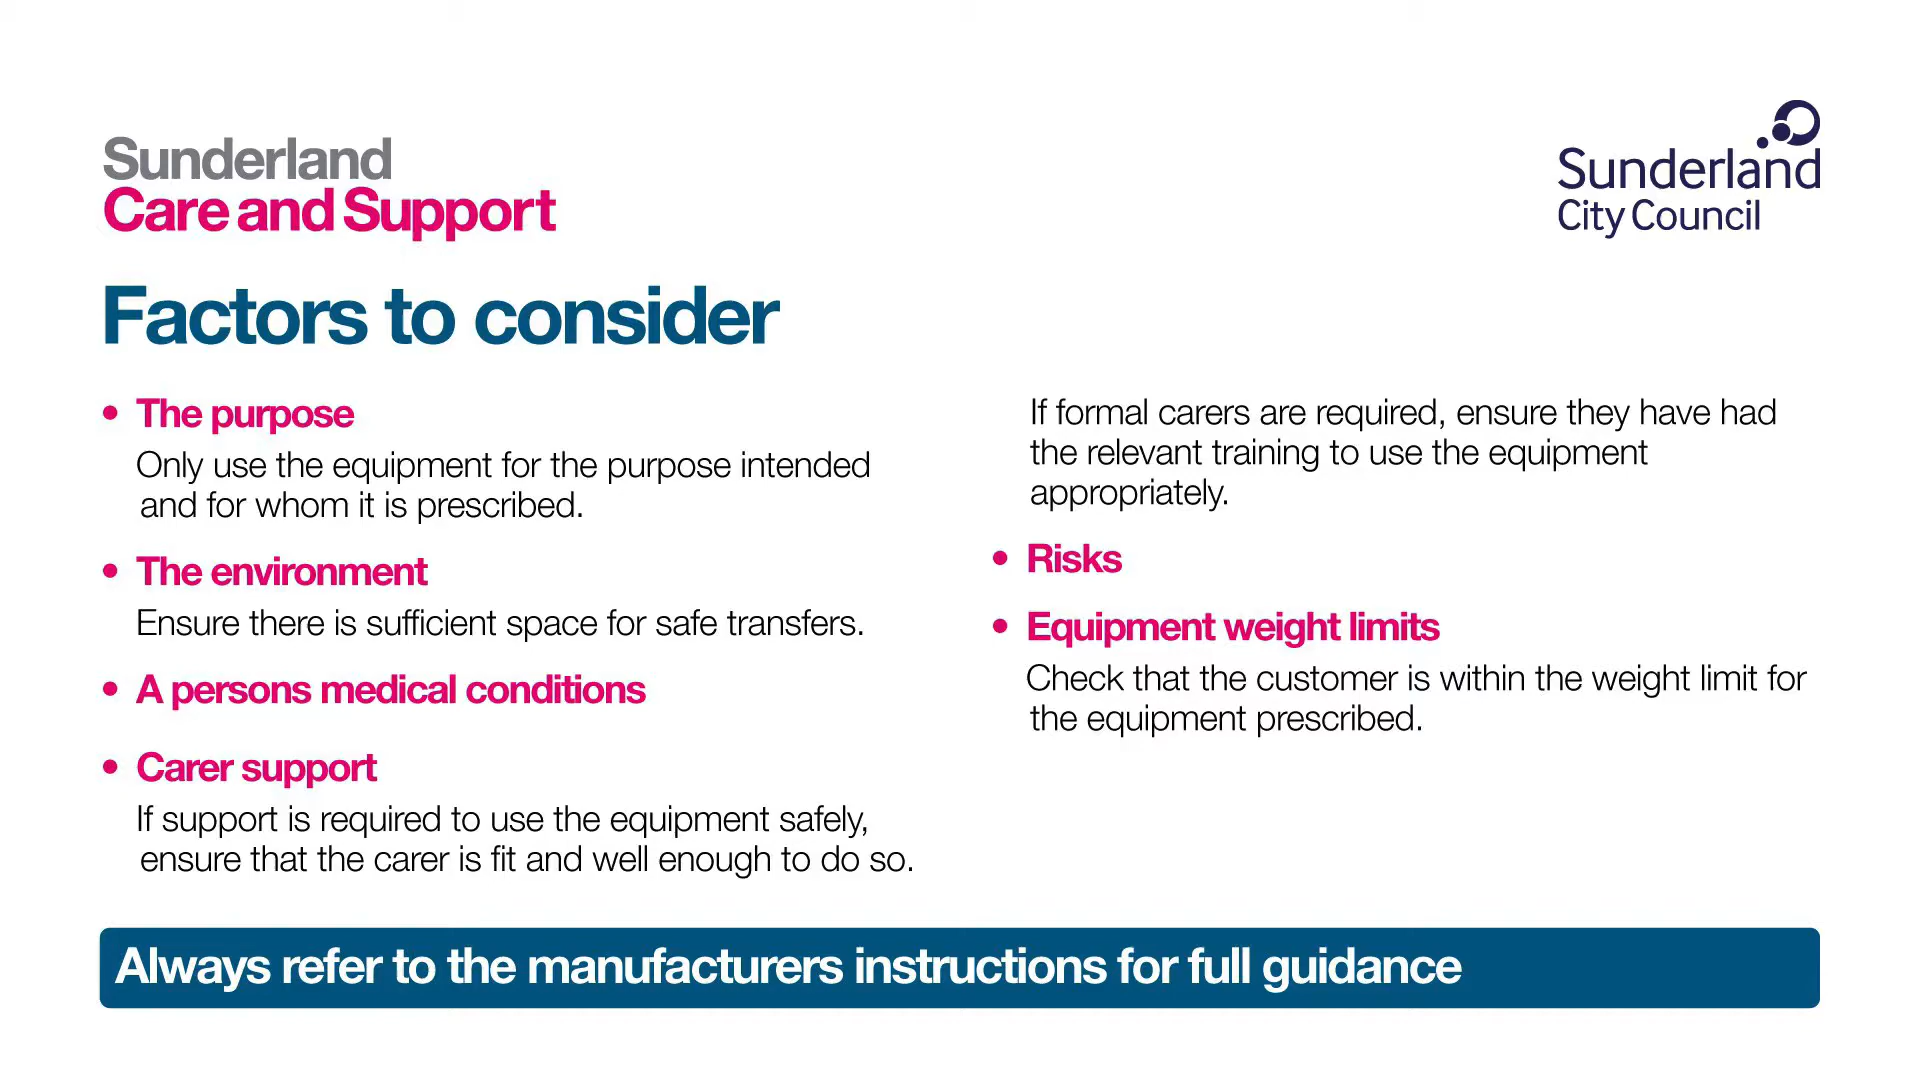 Sunderland
Care and Support
Sunderland
City Council
Factors to consider
• The purpose
Only use the equipment for the purpose intended
and for whom it is prescribed.
• The environment
Ensure there is sufficient space for safe transfers.
• A persons medical conditions
• Carer support
If support is required to use the equipment safely,
ensure that the carer is fit and well enough to do so.
If formal carers are required, ensure they have had
the relevant training to use the equipment
appropriately.
• Risks
• Equipment weight limits
Check that the customer is within the weight limit for
the equipment prescribed.
Always refer to the manufacturers instructions for full guidance